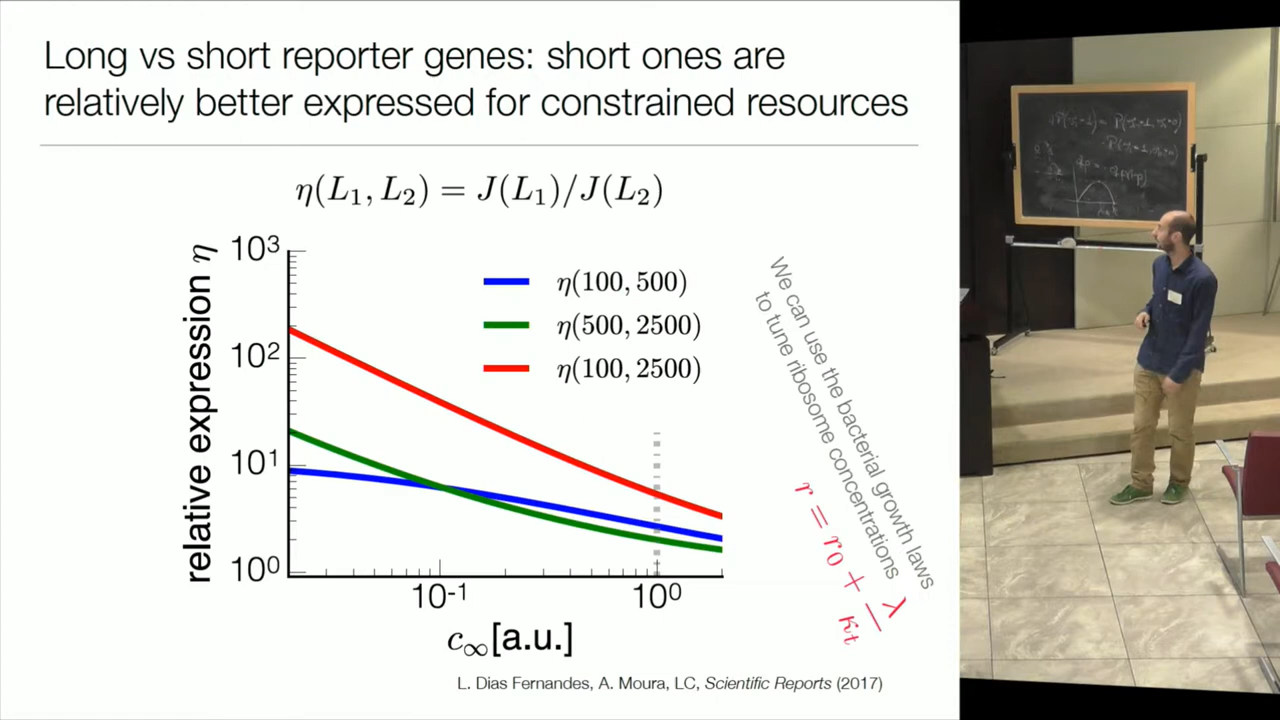 Long vs short reporter genes: short ones are
relatively better expressed for constrained resources
η(L₁, L₂) = J(L₁)/J(L₂)
relative expression η
10³
10²
10¹
10⁰
η(100, 500)
η(500, 2500)
η(100, 2500)
10⁻¹
10⁰
c∞[a.u.]
We can use the bacterial growth laws
to tune ribosome concentrations
r = r₀ + λ/κₜ
L. Dias Fernandes, A. Moura, LC, Scientific Reports (2017)